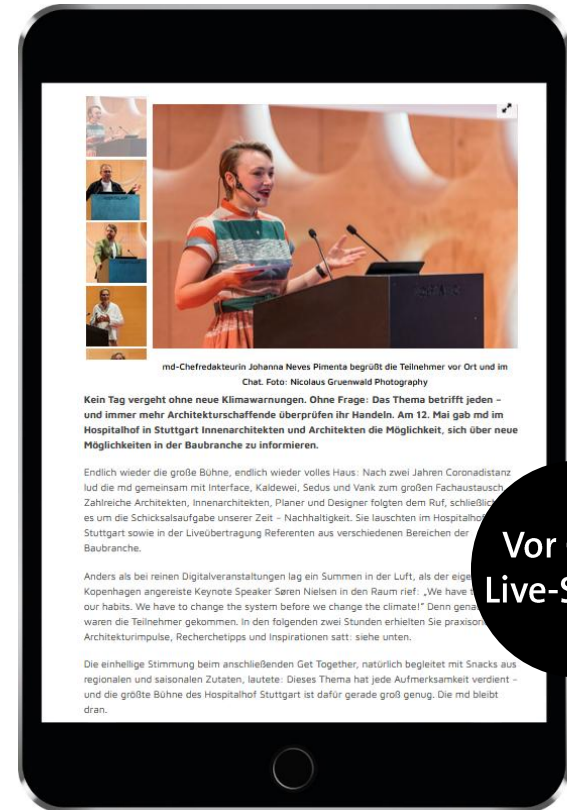 md-Chefredakteurin Johanna Neves Pimenta begrüßt die Teilnehmer vor Ort und im
Chat. Foto: Nicolaus Gruenwald Photography
Kein Tag vergeht ohne neue Klimawarnungen. Ohne Frage: Das Thema betrifft jeden –
und immer mehr Architekturschaffende überprüfen ihr Handeln. Am 12. Mai gab md im
Hospitalhof in Stuttgart Innenarchitekten und Architekten die Möglichkeit, sich über neue
Möglichkeiten in der Baubranche zu informieren.
Endlich wieder die große Bühne, endlich wieder volles Haus: Nach zwei Jahren Coronadistanz
lud die md gemeinsam mit Interface, Kaldewei, Sedus und Vank zum großen Fachaustausch.
Zahlreiche Architekten, Innenarchitekten, Planer und Designer folgten dem Ruf, schließlich
es um die Schicksalsaufgabe unserer Zeit – Nachhaltigkeit. Sie lauschten im Hospitalhof
Stuttgart sowie in der Liveübertragung Referenten aus verschiedenen Bereichen der
Baubranche.
Anders als bei reinen Digitalveranstaltungen lag ein Summen in der Luft, als der
Kopenhagen angereiste Keynote Speaker Søren Nielsen in den Raum rief: „We have
our habits. We have to change the system before we change the climate!" Denn
waren die Teilnehmer gekommen. In den folgenden zwei Stunden erhielten Sie
Architekturimpulse, Recherchetipps und Inspirationen satt: siehe unten.
Die einhellige Stimmung beim anschließenden Get Together, natürlich begleitet mit Snacks aus
regionalen und saisonalen Zutaten, lautete: Dieses Thema hat jede Aufmerksamkeit verdient –
und die größte Bühne des Hospitalhof Stuttgart ist dafür gerade groß genug. Die md bleibt
dran.
Vor
Live-S